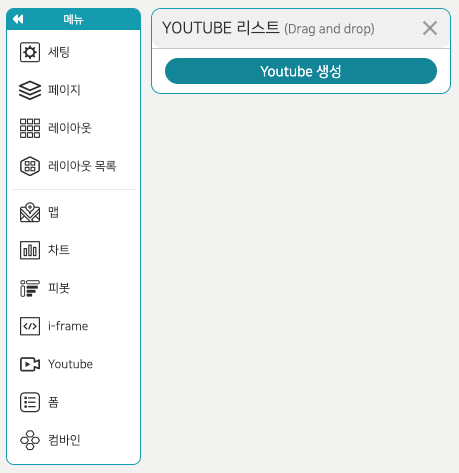 메뉴
세팅
페이지
레이아웃
레이아웃 목록
맵
차트
피봇
i-frame
Youtube
폼
컴바인
YOUTUBE 리스트 (Drag and drop)
Youtube 생성